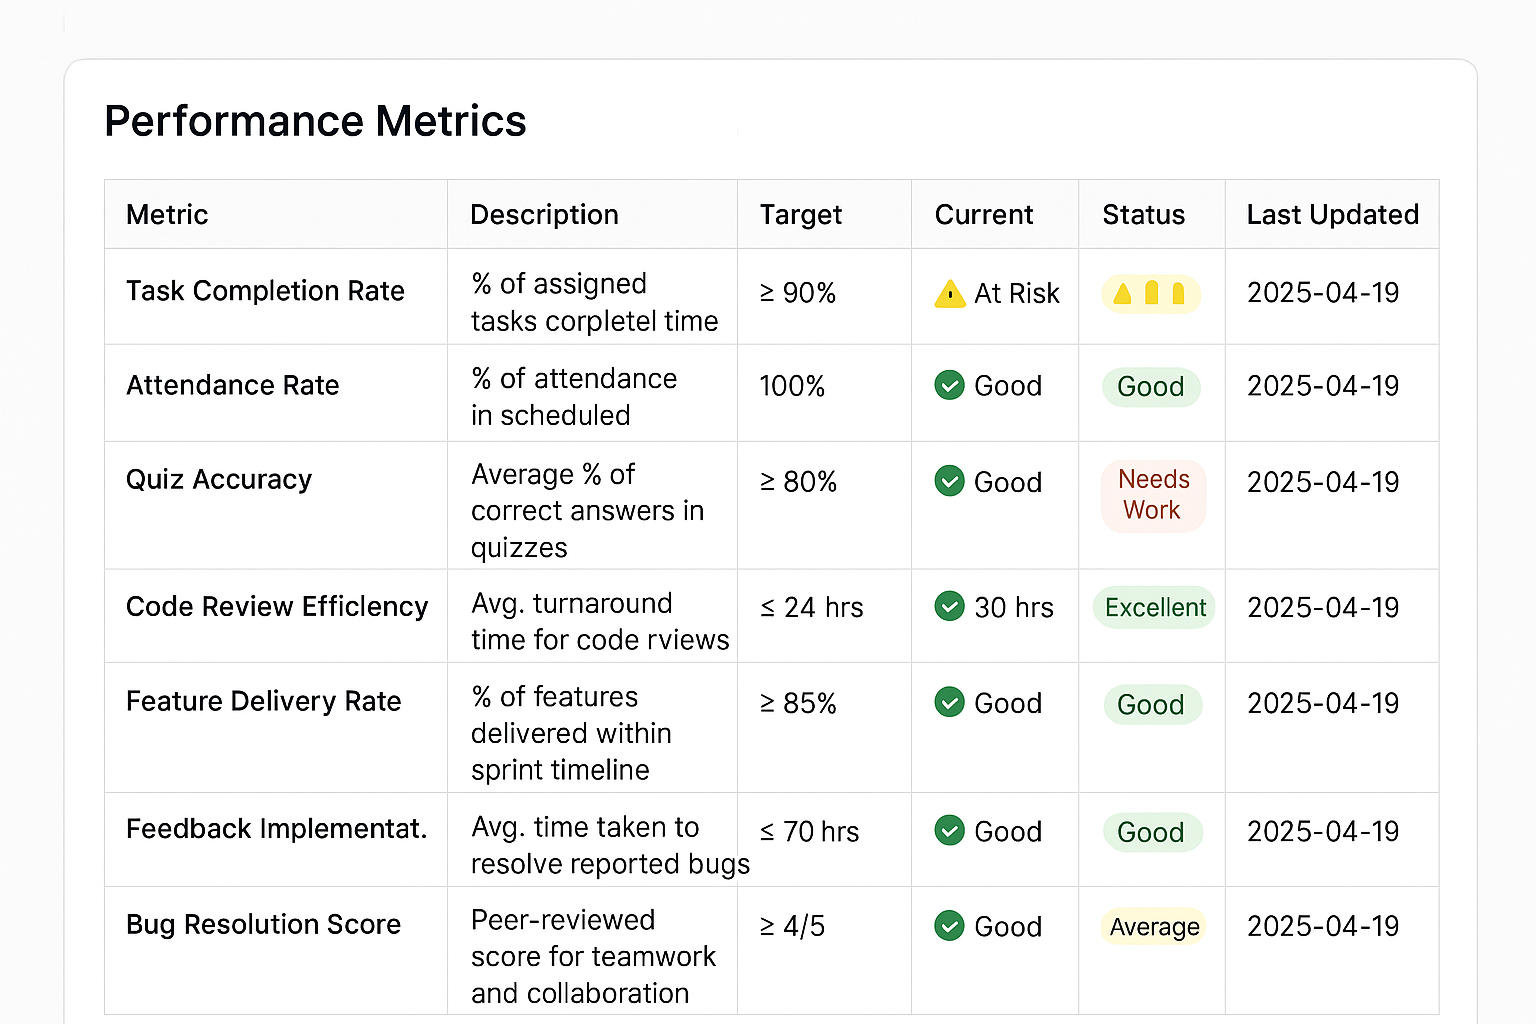 Performance Metrics
Metric Description Target Current Status Last Updated
Task Completion Rate % of assigned ≥ 90% At Risk 2025-04-19
tasks corpletel time
Attendance Rate % of attendance 100% Good Good 2025-04-19
in scheduled
Quiz Accuracy Average % of ≥ 80% Good Needs 2025-04-19
correct answers in Work
quizzes
Code Review Efficlency Avg. turnaround ≤ 24 hrs 30 hrs Excellent 2025-04-19
time for code rviews
Feature Delivery Rate % of features ≥ 85% Good Good 2025-04-19
delivered within
sprint timeline
Feedback Implementat. Avg. time taken to ≤ 70 hrs Good Good 2025-04-19
resolve reported bugs
Bug Resolution Score Peer-reviewed ≥ 4/5 Good Average 2025-04-19
score for teamwork
and collaboration